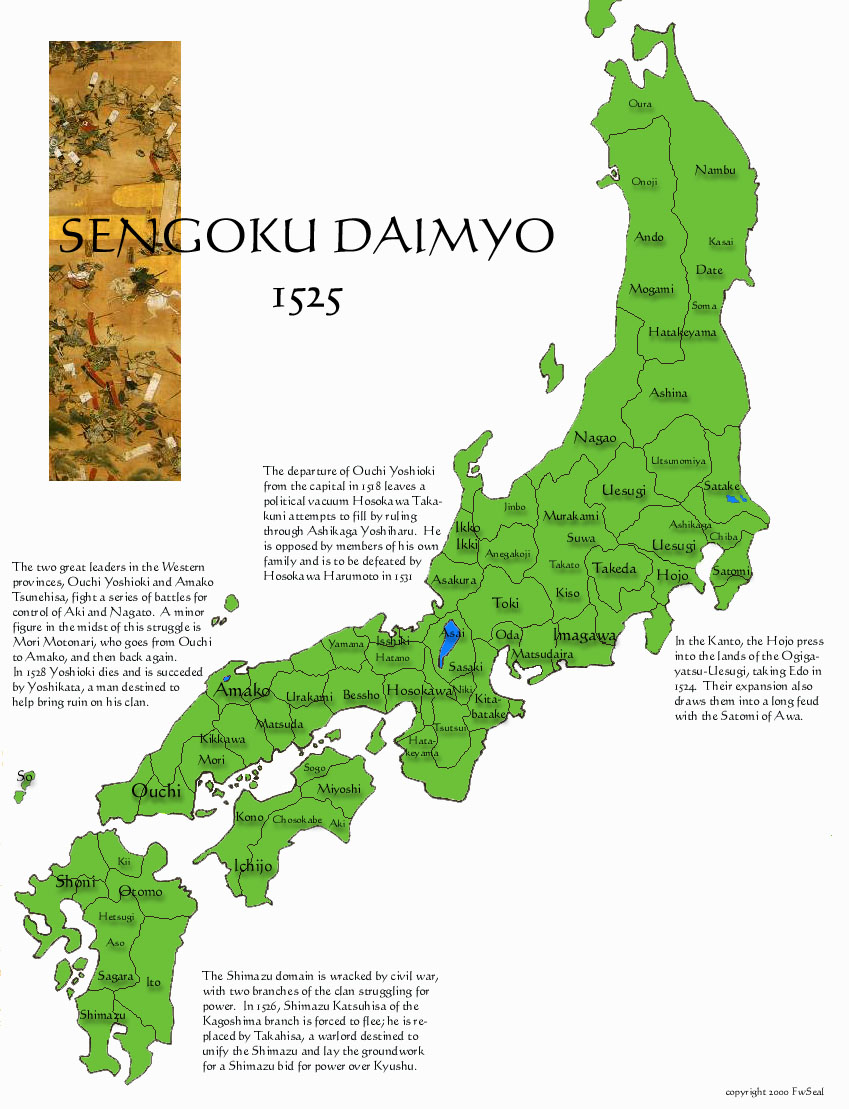 SENGOKU DAIMYO
1525
The departure of Ouchi Yoshioki
from the capital in 1518 leaves a
political vacuum Hosokawa Taka-
kuni attempts to fill by ruling
through Ashikaga Yoshiharu. He
is opposed by members of his own
family and is to be defeated by
Hosokawa Harumoto in 1531
The two great leaders in the Western
provinces, Ouchi Yoshioki and Amako
Tsunehisa, fight a series of battles for
control of Aki and Nagato. A minor
figure in the midst of this struggle is
Mori Motonari, who goes from Ouchi
to Amako, and then back again.
In 1528 Yoshioki dies and is succeded
by Yoshikata, a man destined to
help bring ruin on his clan.
In the Kanto, the Hojo press
into the lands of the Ogiga-
yatsu-Uesugi, taking Edo in
1524. Their expansion also
draws them into a long feud
with the Satomi of Awa.
The Shimazu domain is wracked by civil war,
with two branches of the clan struggling for
power. In 1526, Shimazu Katsuhisa of the
Kagoshima branch is forced to flee; he is re-
placed by Takahisa, a warlord destined to
unify the Shimazu and lay the groundwork
for a Shimazu bid for power over Kyushu.
Oura
Nambu
Onoji
Ando
Kasai
Date
Mogami
Soma
Hatakeyama
Ashina
Nagao
Utsunomiya
Uesugi
Satake
Jinbo
Murakami
Ikko
Ikki
Ashikaga
Suwa
Chiba
Uesugi
Anegakoji
Takato
Takeda
Hojo
Satomi
Asakura
Kiso
Toki
Asai
Oda
Imagawa
Matsudaira
Yamana
Isshiki
Hatano
Sasaki
Amako
Urakami
Bessho
Hosokawa
Niki
Kita-
batake
Matsuda
Tsutsui
Kikkawa
Hata-
keyama
Mori
Sogo
So
Ouchi
Miyoshi
Kono
Chosokabe
Aki
Ichijo
Kii
Shoni
Otomo
Hetsugi
Aso
Sagara
Ito
Shimazu
copyright 2000 FwSeal